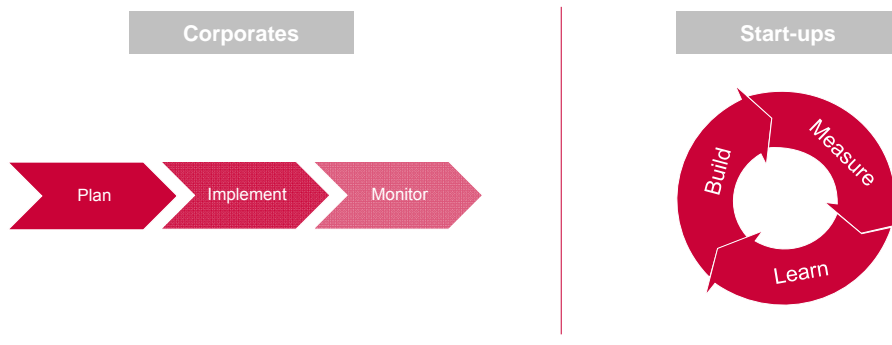 Corporates
Start-ups
Plan
Implement
Monitor
Build
Measure
Learn